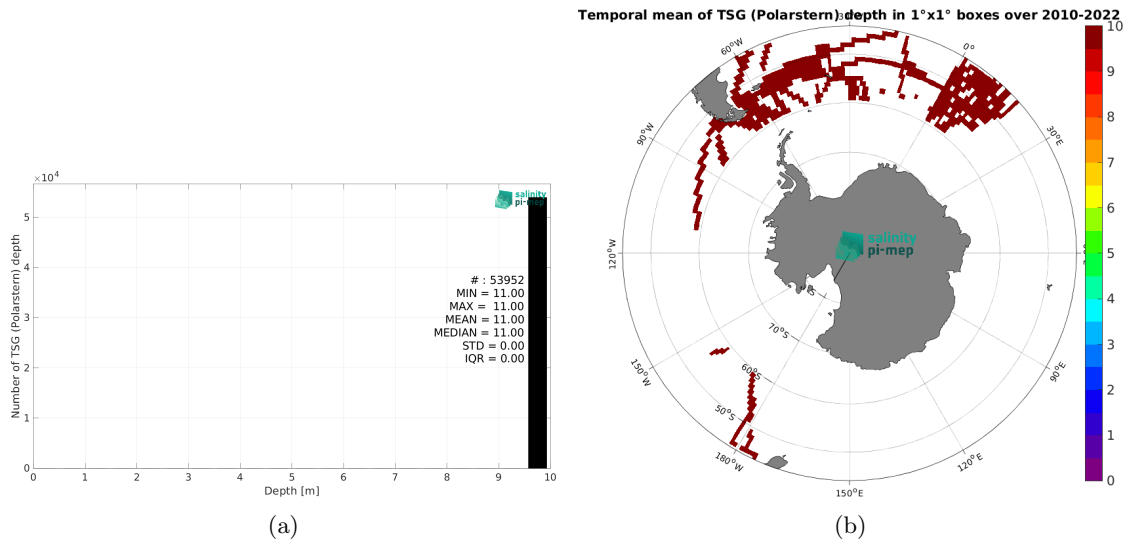 Temporal mean of TSG (Polarstern) depth in 1°x1° boxes over 2010-2022
×10⁴
5
4
3
2
1
0
Number of TSG (Polarstern) depth
salinity
pi-mep
# : 53952
MIN = 11.00
MAX = 11.00
MEAN = 11.00
MEDIAN = 11.00
STD = 0.00
IQR = 0.00
0 1 2 3 4 5 6 7 8 9 10
Depth [m]
(a)
60°W
0°
30°E
90°W
120°W
150°W
180°W
150°E
120°E
90°E
70°S
60°S
50°S
salinity
pi-mep
10
9
8
7
6
5
4
3
2
1
0
(b)